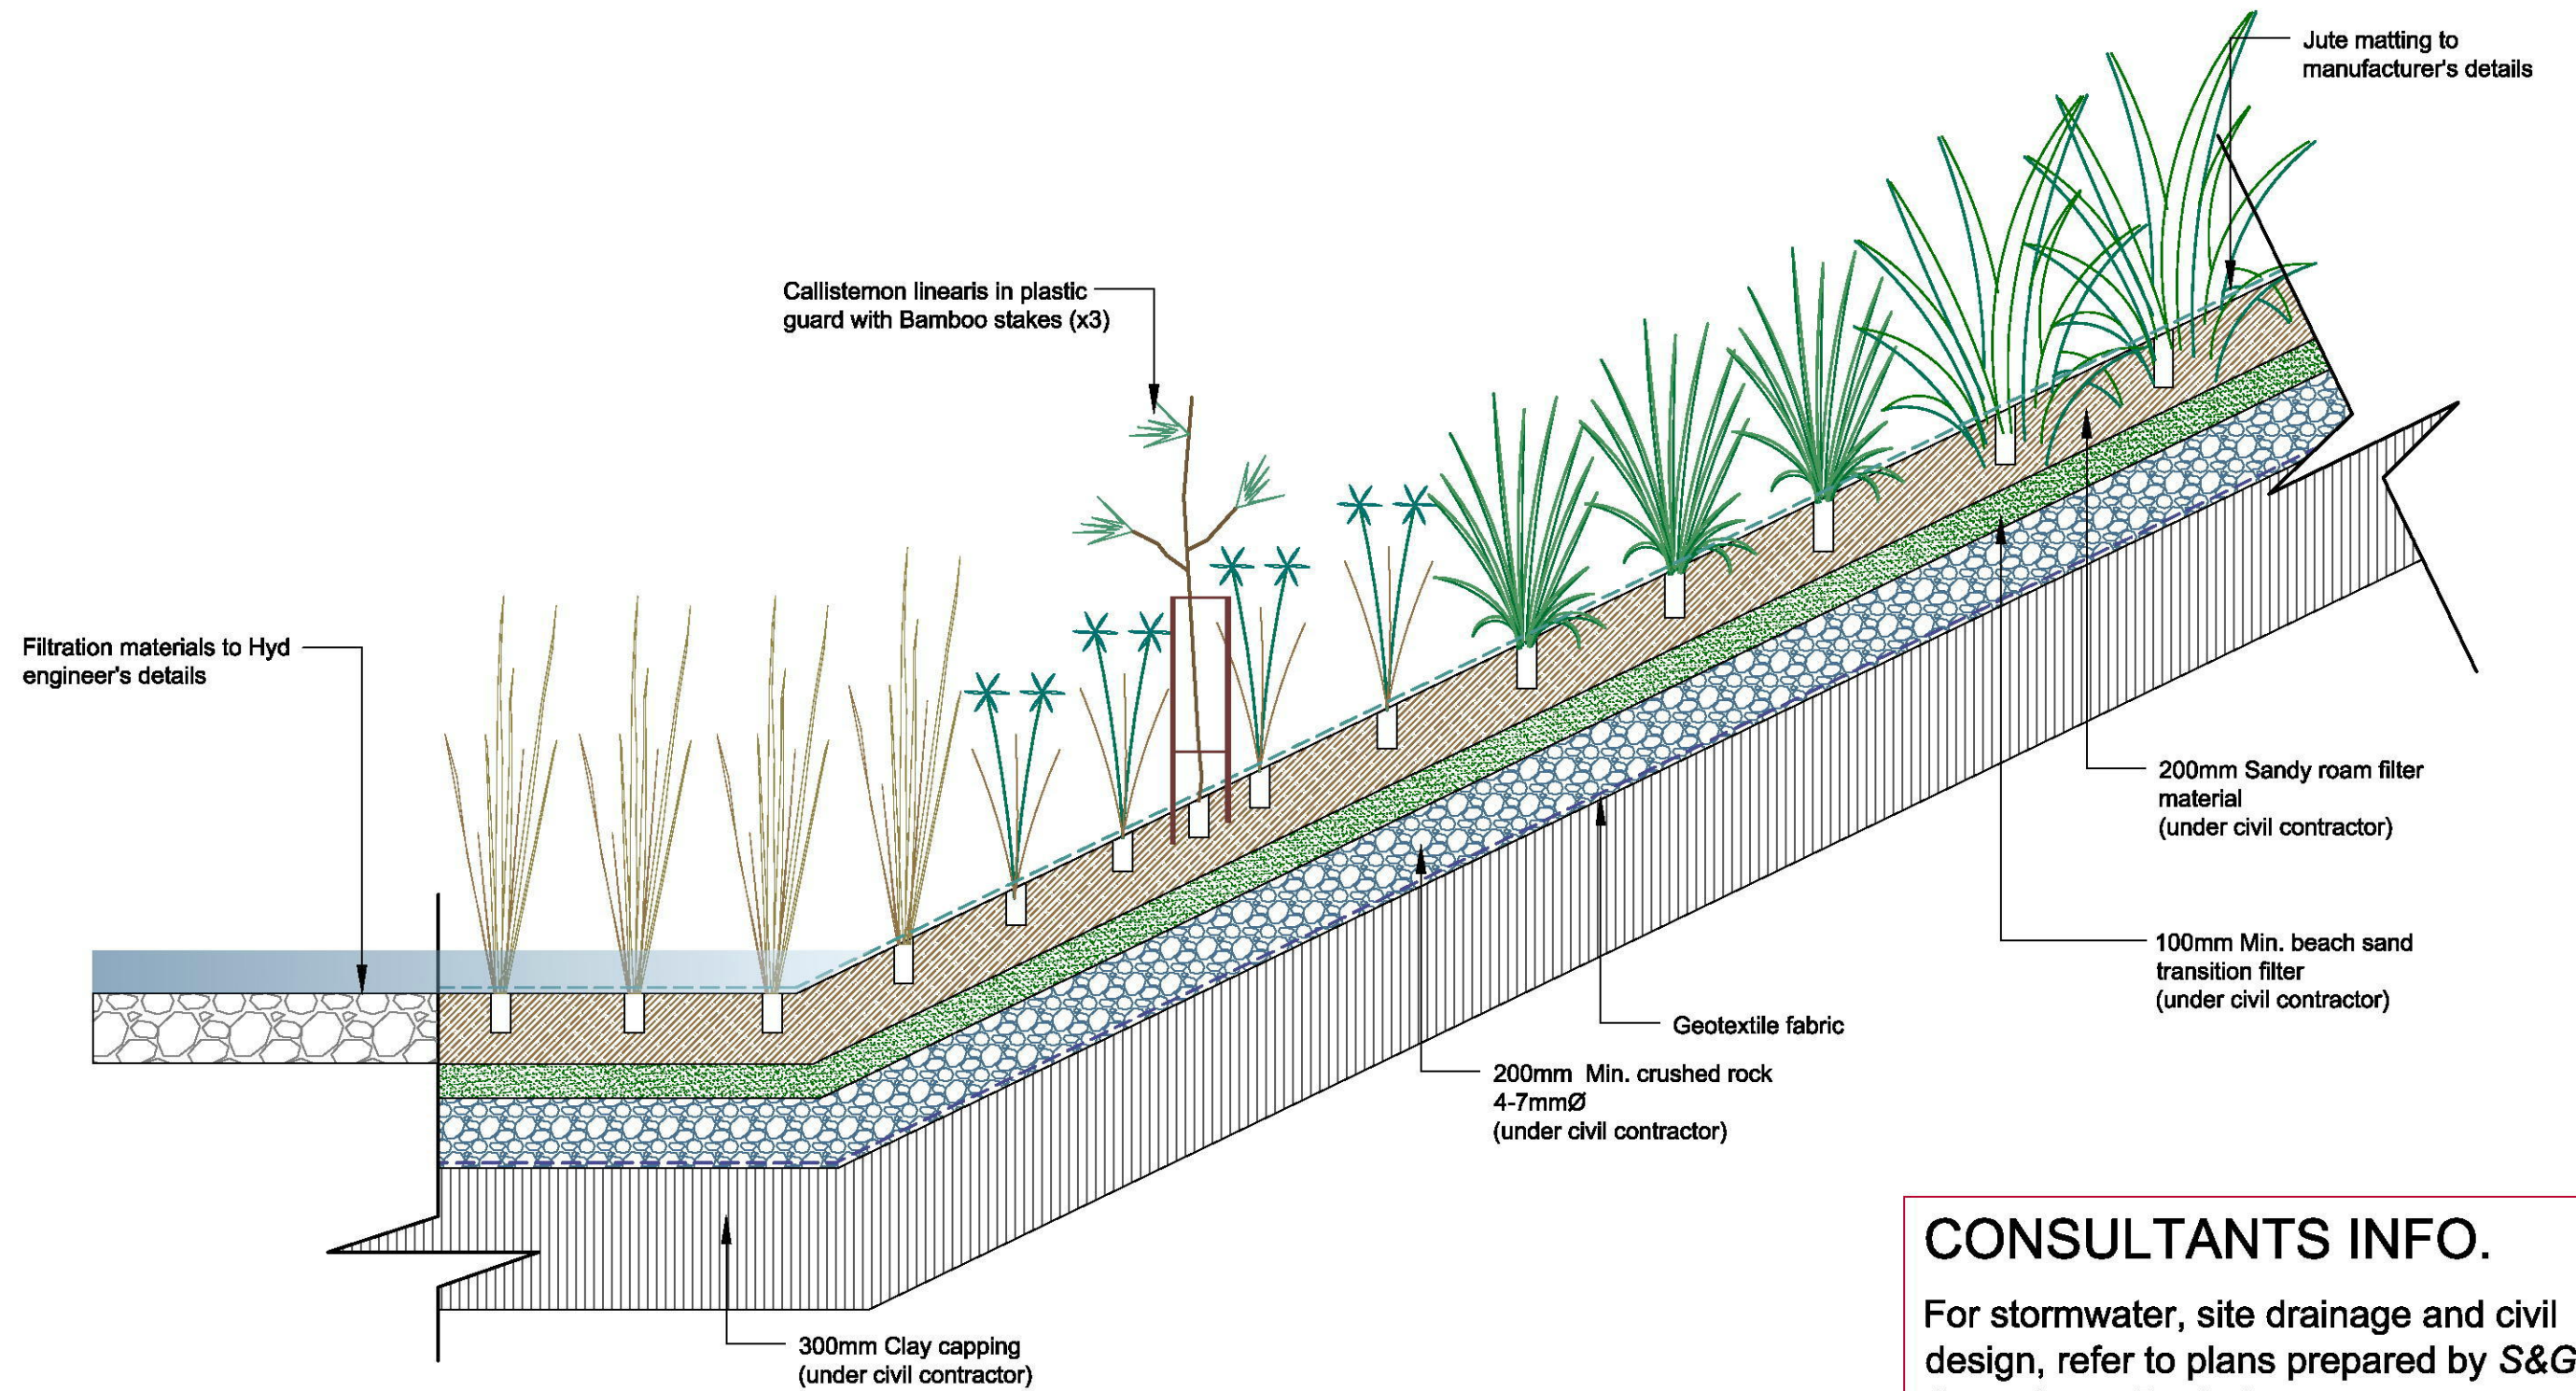 Jute matting to
manufacturer's details
Callistemon linearis in plastic
guard with Bamboo stakes (x3)
Filtration materials to Hyd
engineer's details
200mm Sandy roam filter
material
(under civil contractor)
100mm Min. beach sand
transition filter
(under civil contractor)
Geotextile fabric
200mm Min. crushed rock
4-7mmØ
(under civil contractor)
300mm Clay capping
(under civil contractor)
CONSULTANTS INFO.
For stormwater, site drainage and civil
design, refer to plans prepared by S&G